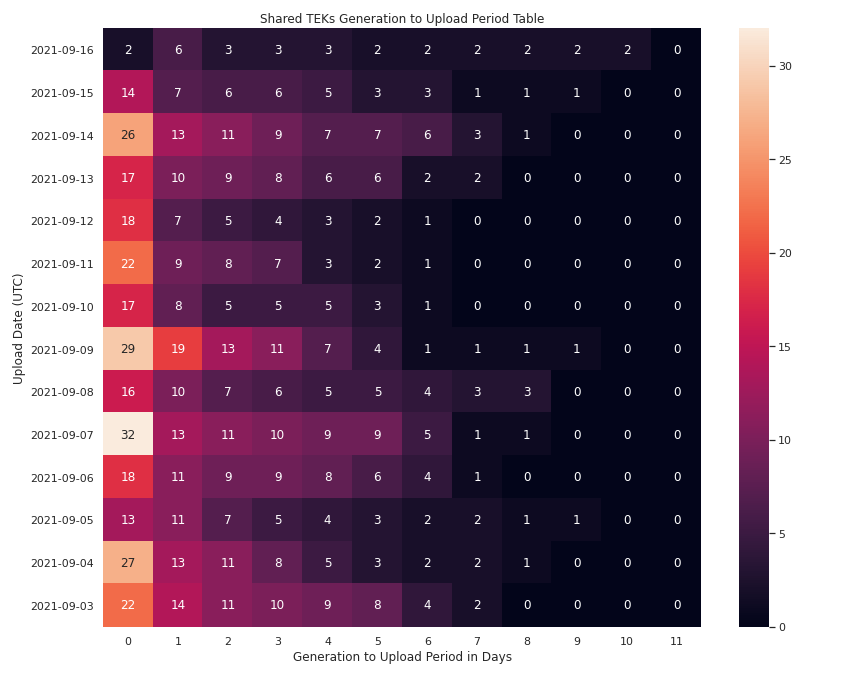 Shared TEKs Generation to Upload Period Table
Upload Date (UTC)
2021-09-16 2 6 3 3 3 2 2 2 2 2 2 0
2021-09-15 14 7 6 6 5 3 3 1 1 1 0 0
2021-09-14 26 13 11 9 7 7 6 3 1 0 0 0
2021-09-13 17 10 9 8 6 6 2 2 0 0 0 0
2021-09-12 18 7 5 4 3 2 1 0 0 0 0 0
2021-09-11 22 9 8 7 3 2 1 0 0 0 0 0
2021-09-10 17 8 5 5 5 3 1 0 0 0 0 0
2021-09-09 29 19 13 11 7 4 1 1 1 1 0 0
2021-09-08 16 10 7 6 5 5 4 3 3 0 0 0
2021-09-07 32 13 11 10 9 9 5 1 1 0 0 0
2021-09-06 18 11 9 9 8 6 4 1 0 0 0 0
2021-09-05 13 11 7 5 4 3 2 2 1 1 0 0
2021-09-04 27 13 11 8 5 3 2 2 1 0 0 0
2021-09-03 22 14 11 10 9 8 4 2 0 0 0 0
0 1 2 3 4 5 6 7 8 9 10 11
Generation to Upload Period in Days
30
25
20
15
10
5
0